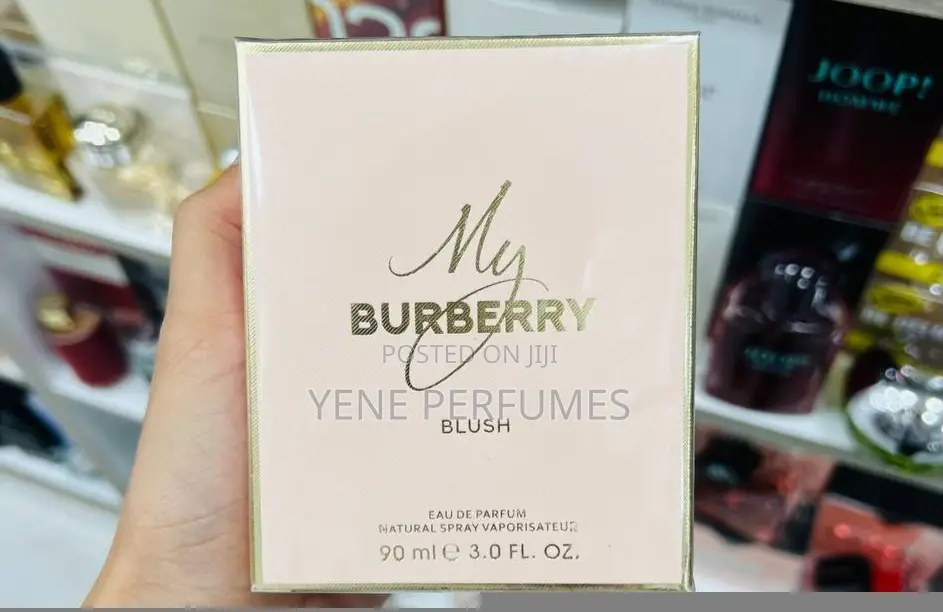 My
BURBERRY
POSTED ON JIJI
YENE PERFUMES
BLUSH
EAU DE PARFUM
NATURAL SPRAY VAPORISATEUR
90 ml ℮ 3.0 FL. OZ.
JOOP!
HOMME